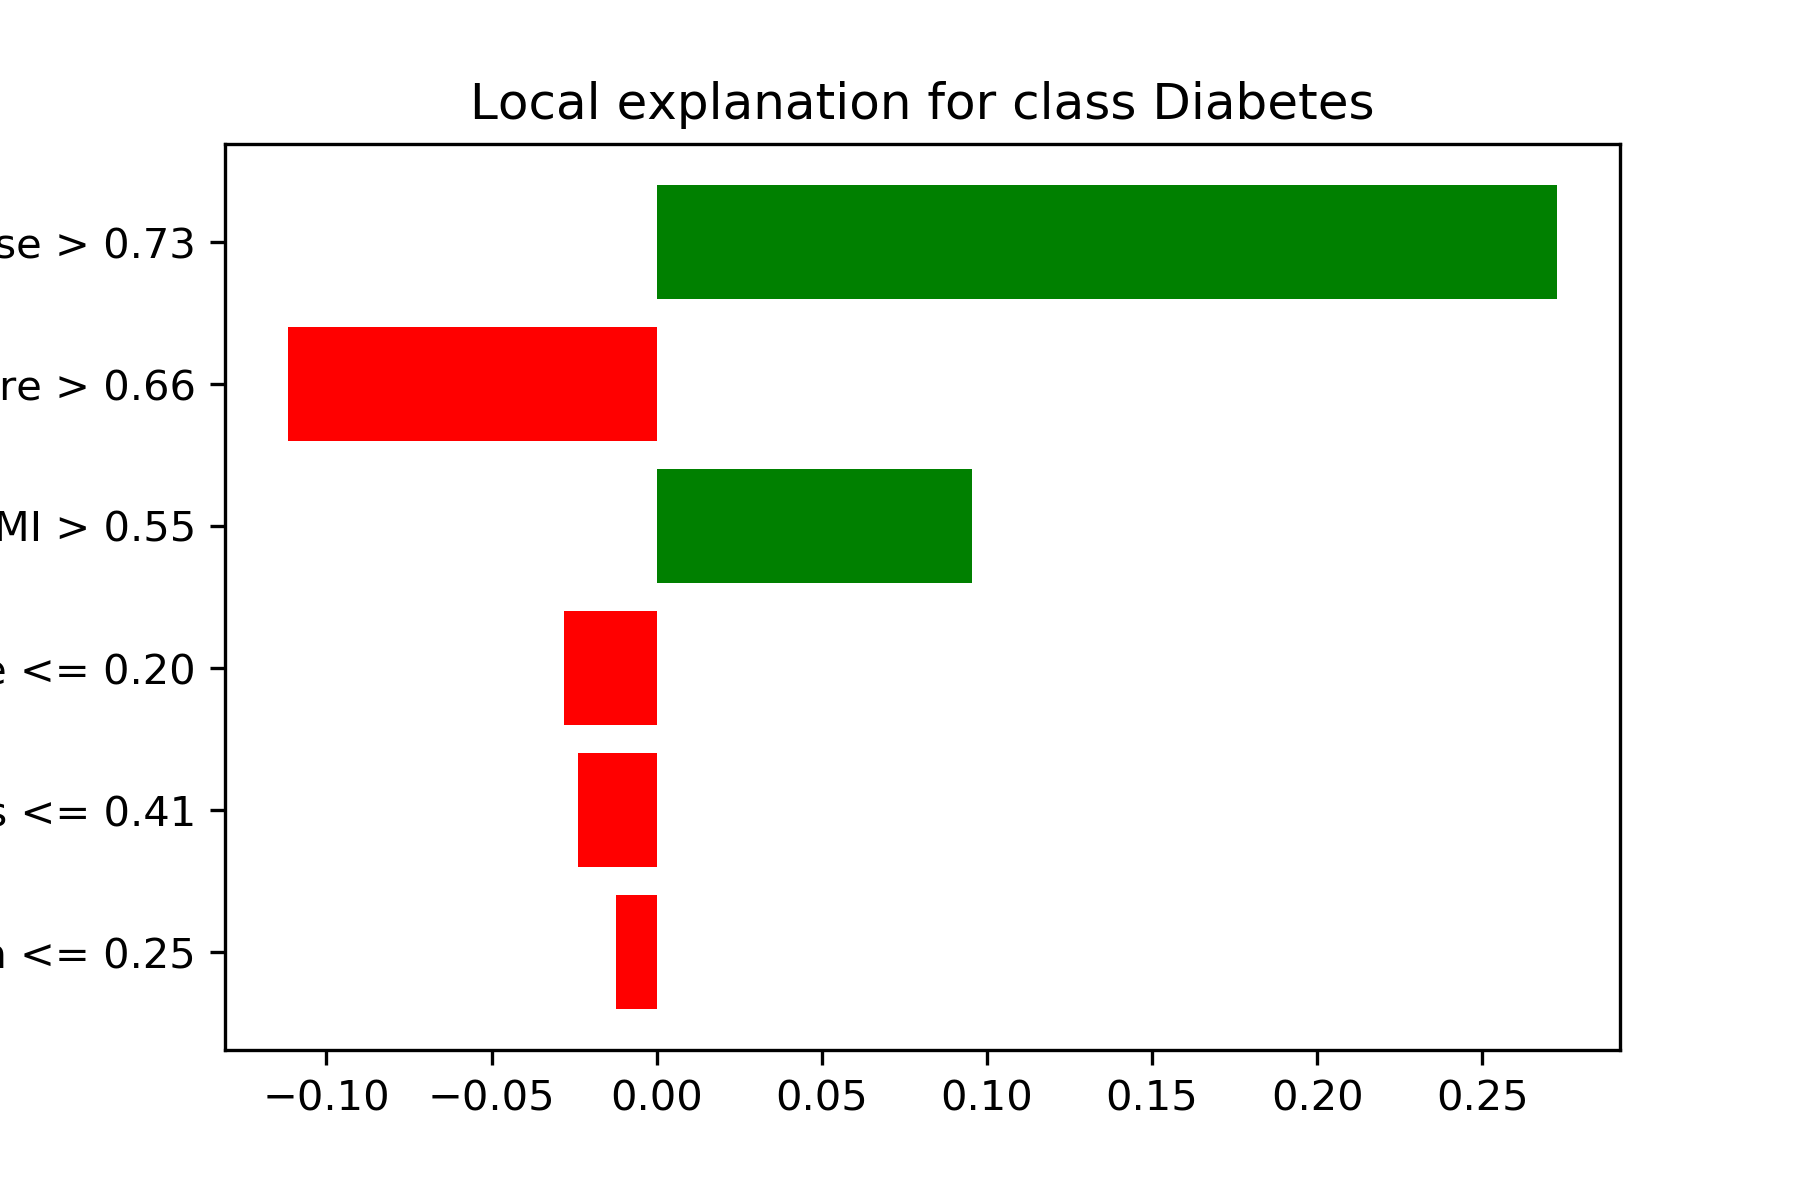 Local explanation for class Diabetes
se > 0.73
re > 0.66
MI > 0.55
<= 0.20
<= 0.41
<= 0.25
−0.10 −0.05 0.00 0.05 0.10 0.15 0.20 0.25